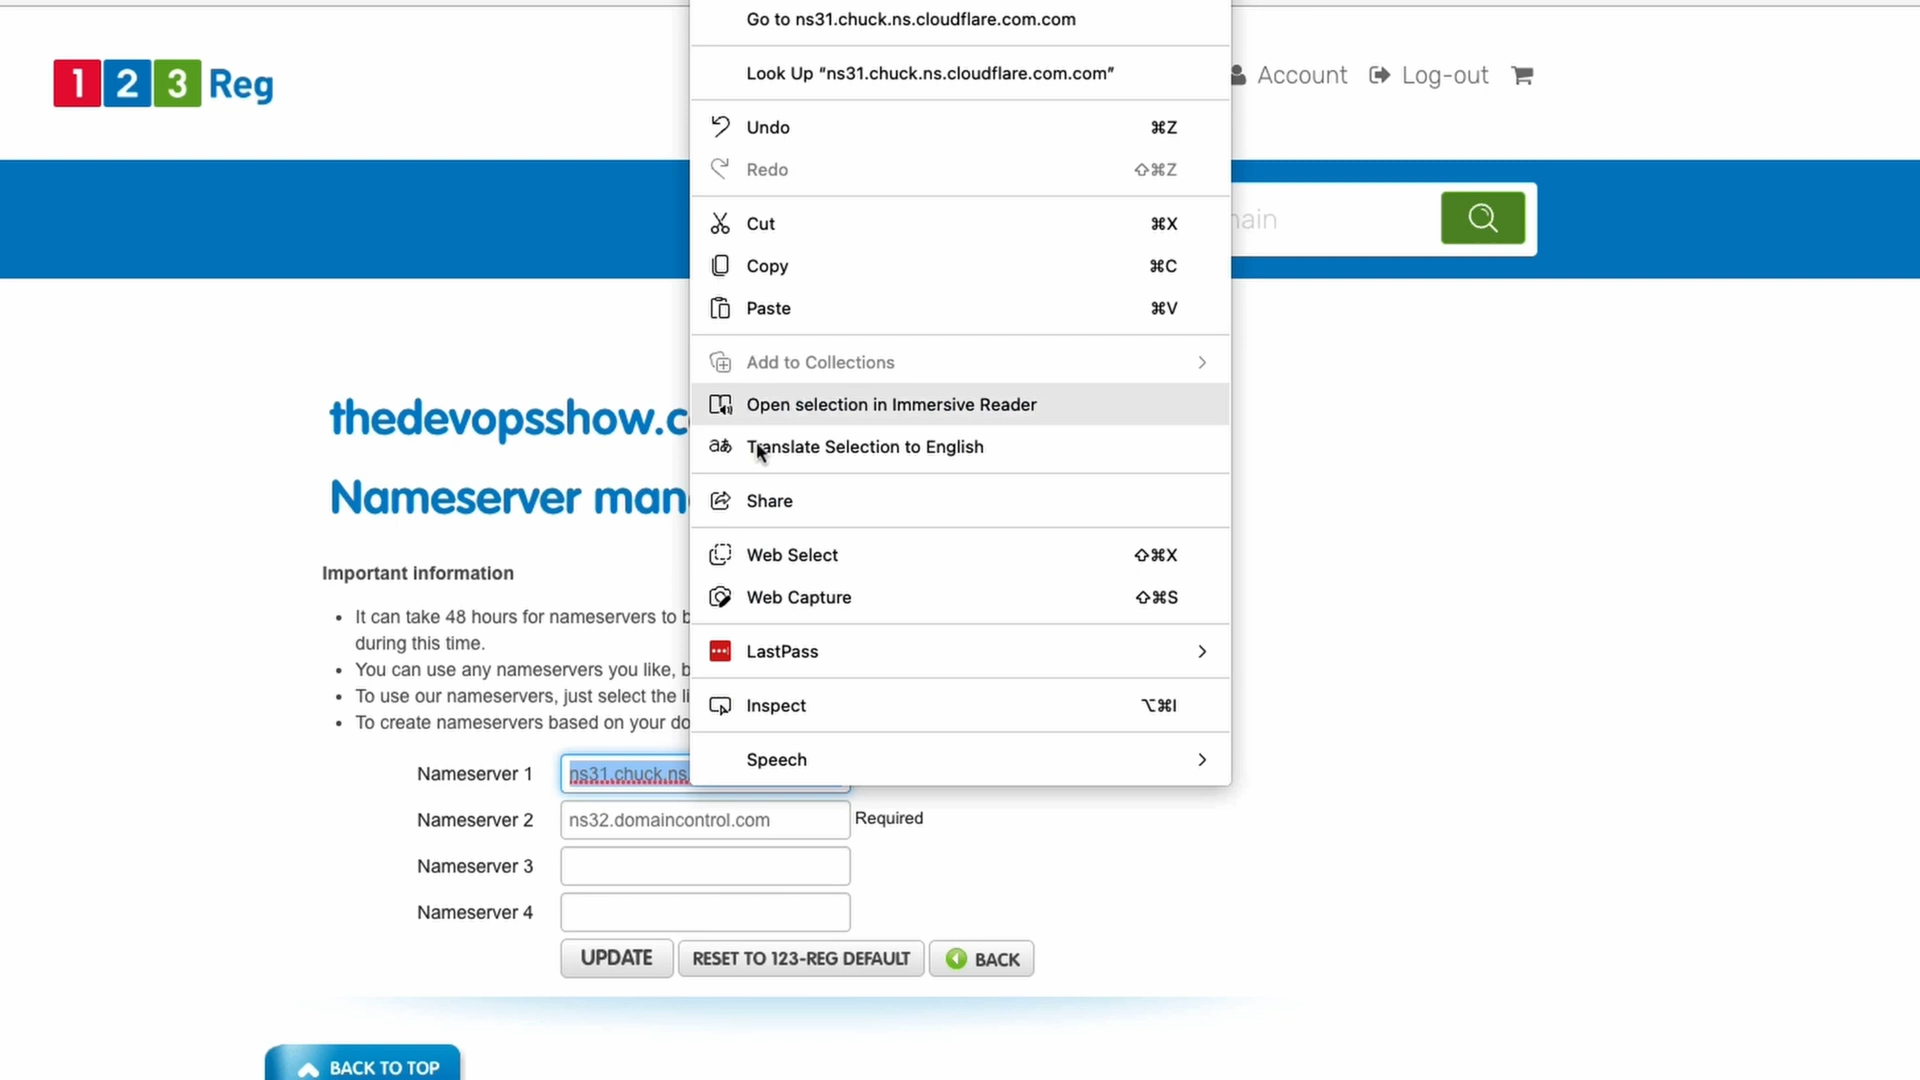 Go to ns31.chuck.ns.cloudflare.com.com
Look Up “ns31.chuck.ns.cloudflare.com.com”
1 2 3 Reg
Account
Log-out
Undo ⌘Z
Redo ⇧⌘Z
main
Cut ⌘X
Copy ⌘C
Paste ⌘V
Add to Collections
Open selection in Immersive Reader
thedevopsshow.c
Translate Selection to English
Nameserver man
Share
Web Select ⇧⌘X
Important information
Web Capture ⇧⌘S
It can take 48 hours for nameservers to b
during this time.
LastPass
You can use any nameservers you like, b
To use our nameservers, just select the li
Inspect ⌥⌘I
To create nameservers based on your do
Speech
Nameserver 1 ns31.chuck.ns.
Nameserver 2 ns32.domaincontrol.com Required
Nameserver 3
Nameserver 4
UPDATE RESET TO 123-REG DEFAULT BACK
BACK TO TOP